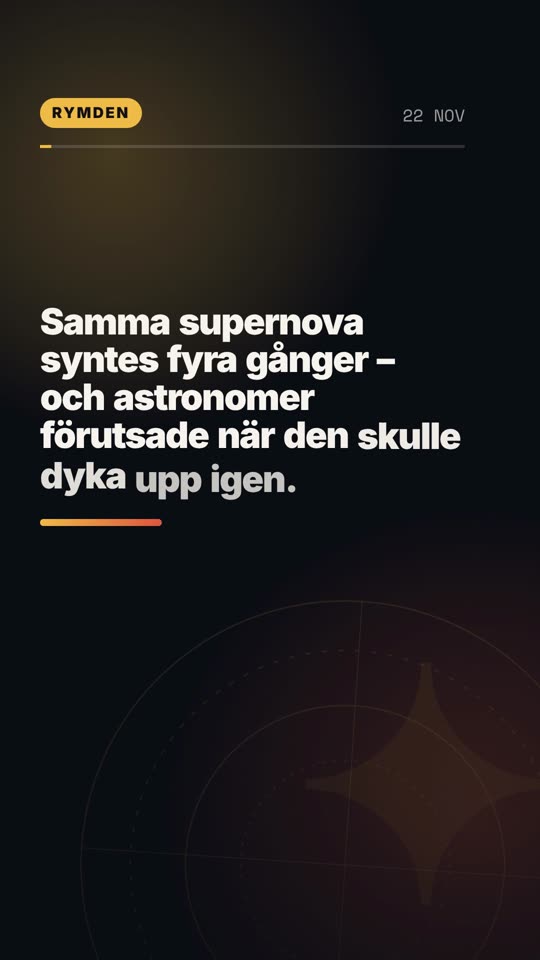 RYMDEN
22 NOV
Samma supernova
syntes fyra gånger –
och astronomer
förutsade när den skulle
dyka upp igen.